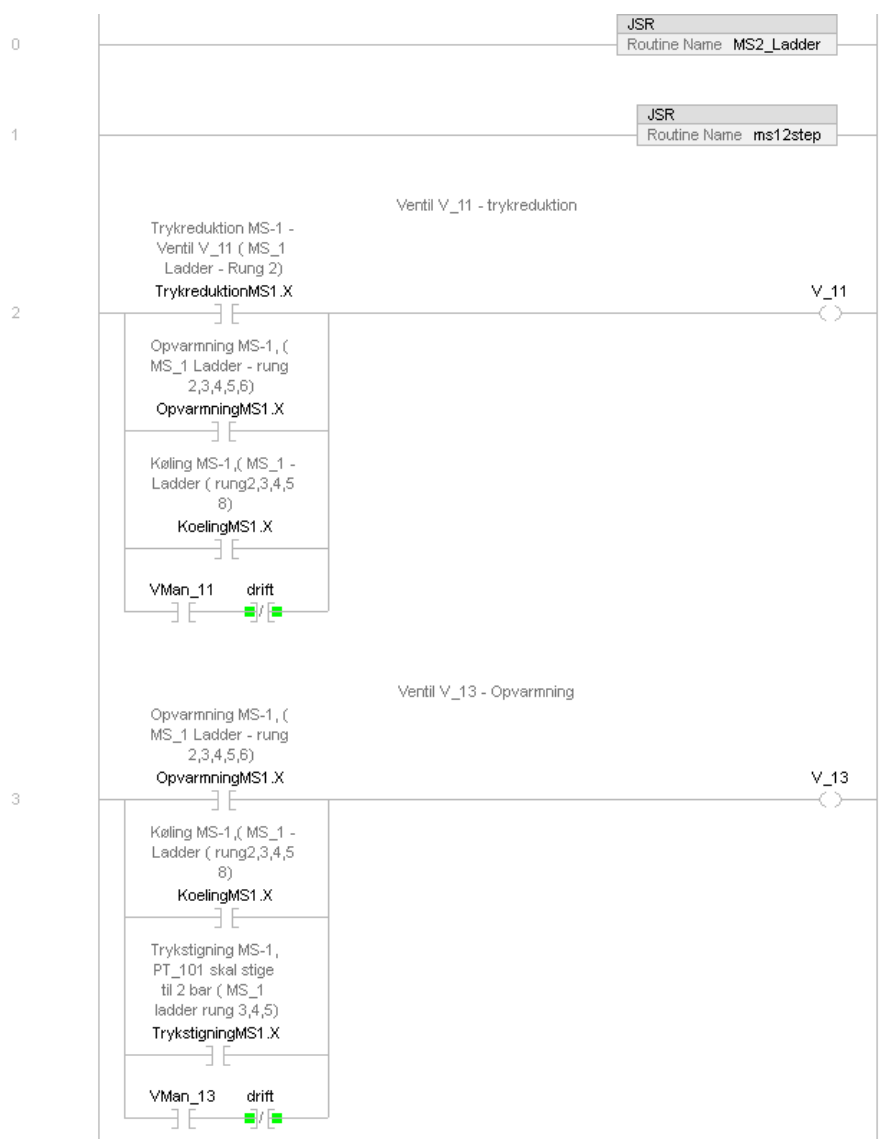 JSR
0
Routine Name MS2_Ladder
JSR
1
Routine Name ms12step
Ventil V_11 - trykreduktion
Trykreduktion MS-1 -
Ventil V_11 ( MS_1
Ladder - Rung 2)
TrykreduktionMS1.X
V_11
2
Opvarmning MS-1, (
MS_1 Ladder - rung
2,3,4,5,6)
OpvarmningMS1.X
Køling MS-1,( MS_1 -
Ladder ( rung2,3,4,5
8)
KoelingMS1.X
VMan_11 drift
Ventil V_13 - Opvarmning
Opvarmning MS-1, (
MS_1 Ladder - rung
2,3,4,5,6)
OpvarmningMS1.X
V_13
3
Køling MS-1,( MS_1 -
Ladder ( rung2,3,4,5
8)
KoelingMS1.X
Trykstigning MS-1,
PT_101 skal stige
til 2 bar ( MS_1
ladder rung 3,4,5)
TrykstigningMS1.X
VMan_13 drift